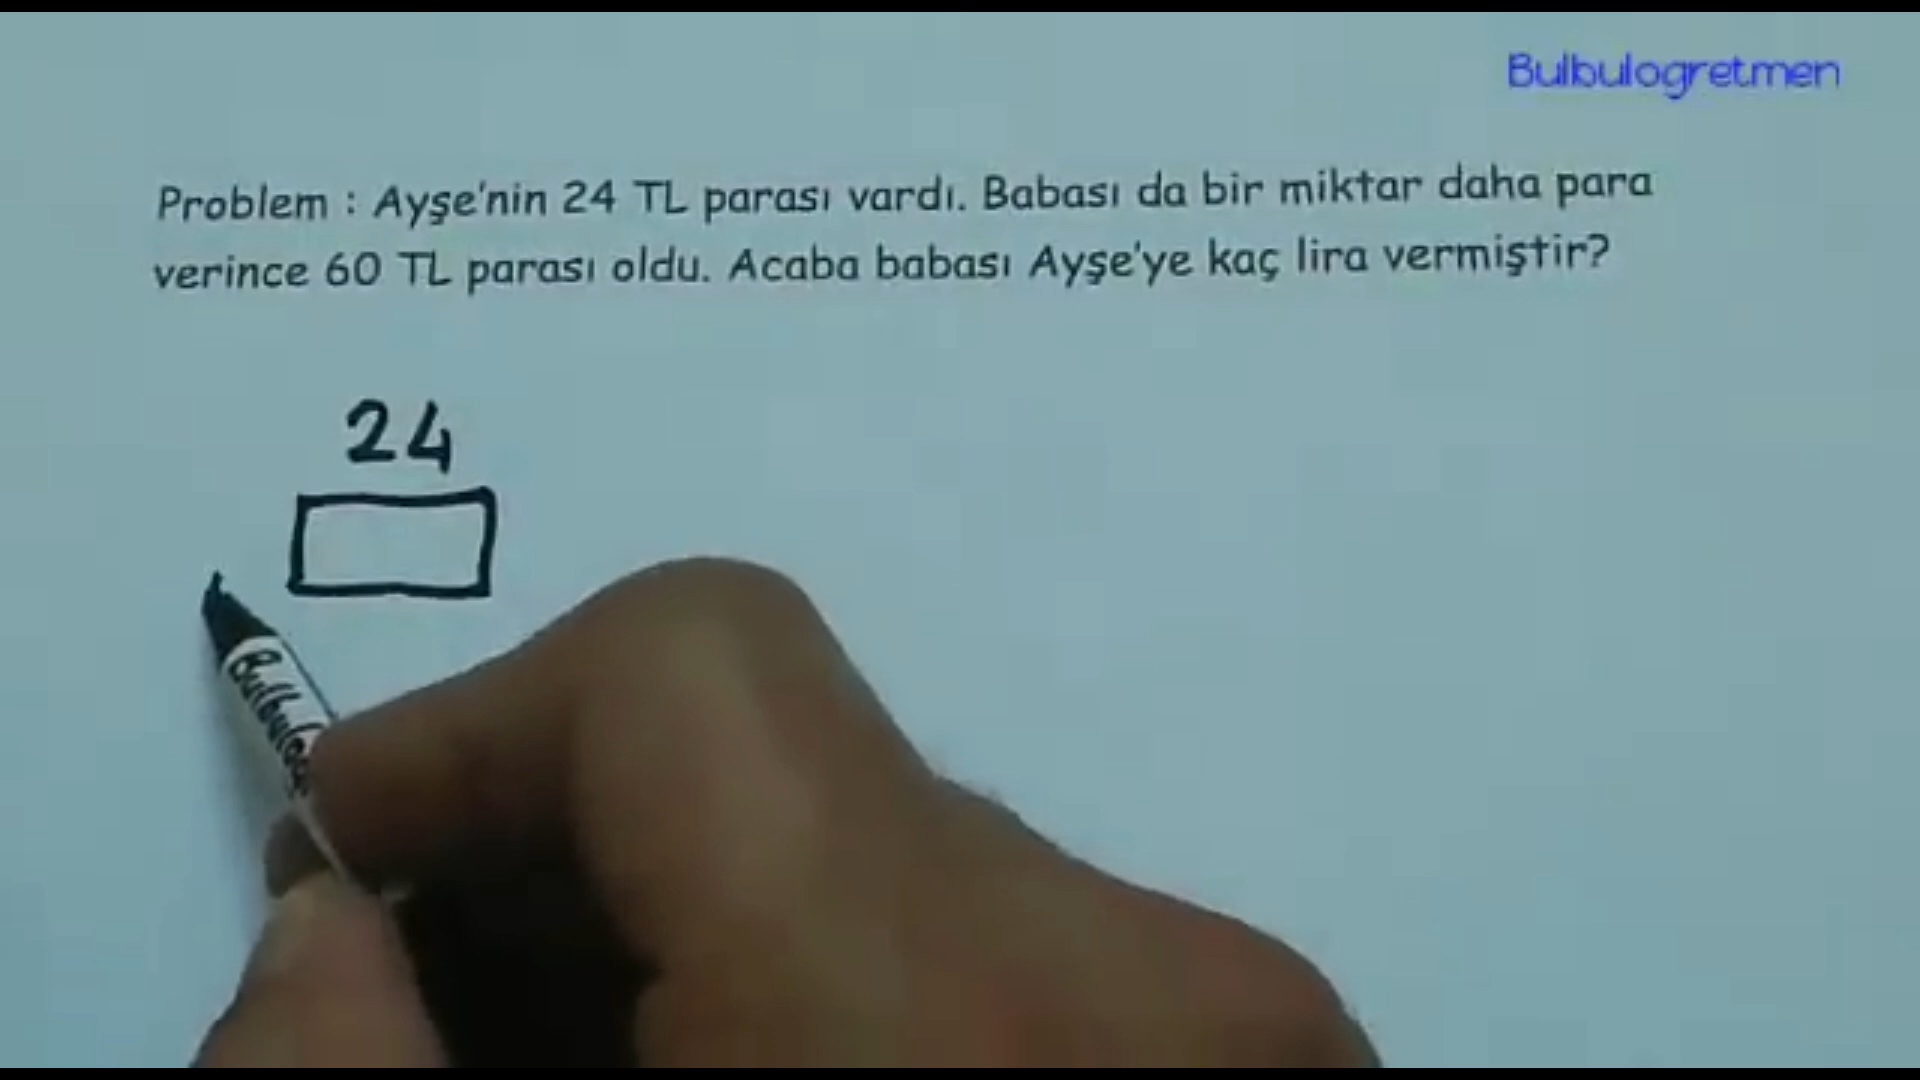 Bulbulogretmen
Problem : Ayşe'nin 24 TL parası vardı. Babası da bir miktar daha para
verince 60 TL parası oldu. Acaba babası Ayşe'ye kaç lira vermiştir?
24
Bulbulog